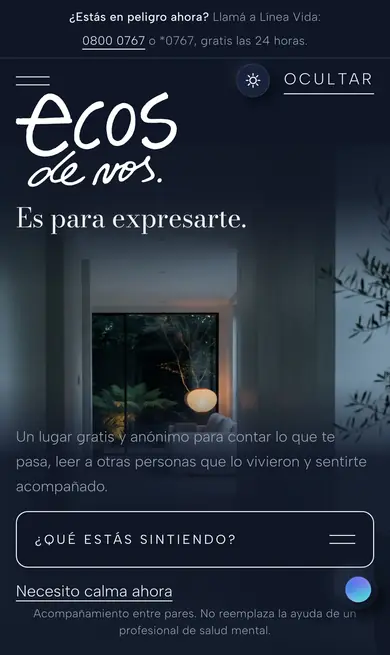 ¿Estás en peligro ahora? Llamá a Línea Vida:
0800 0767 o *0767, gratis las 24 horas.
OCULTAR
ecos
de nos.
Es para expresarte.
Un lugar gratis y anónimo para contar lo que te
pasa, leer a otras personas que lo vivieron y sentirte
acompañado.
¿QUÉ ESTÁS SINTIENDO?
Necesito calma ahora
Acompañamiento entre pares. No reemplaza la ayuda de un
profesional de salud mental.